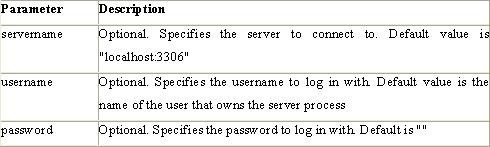 Parameter Description
servername Optional. Specifies the server to connect to. Default value is
"localhost:3306"
username Optional. Specifies the username to log in with. Default value is the
name of the user that owns the server process
password Optional. Specifies the password to log in with. Default is ""